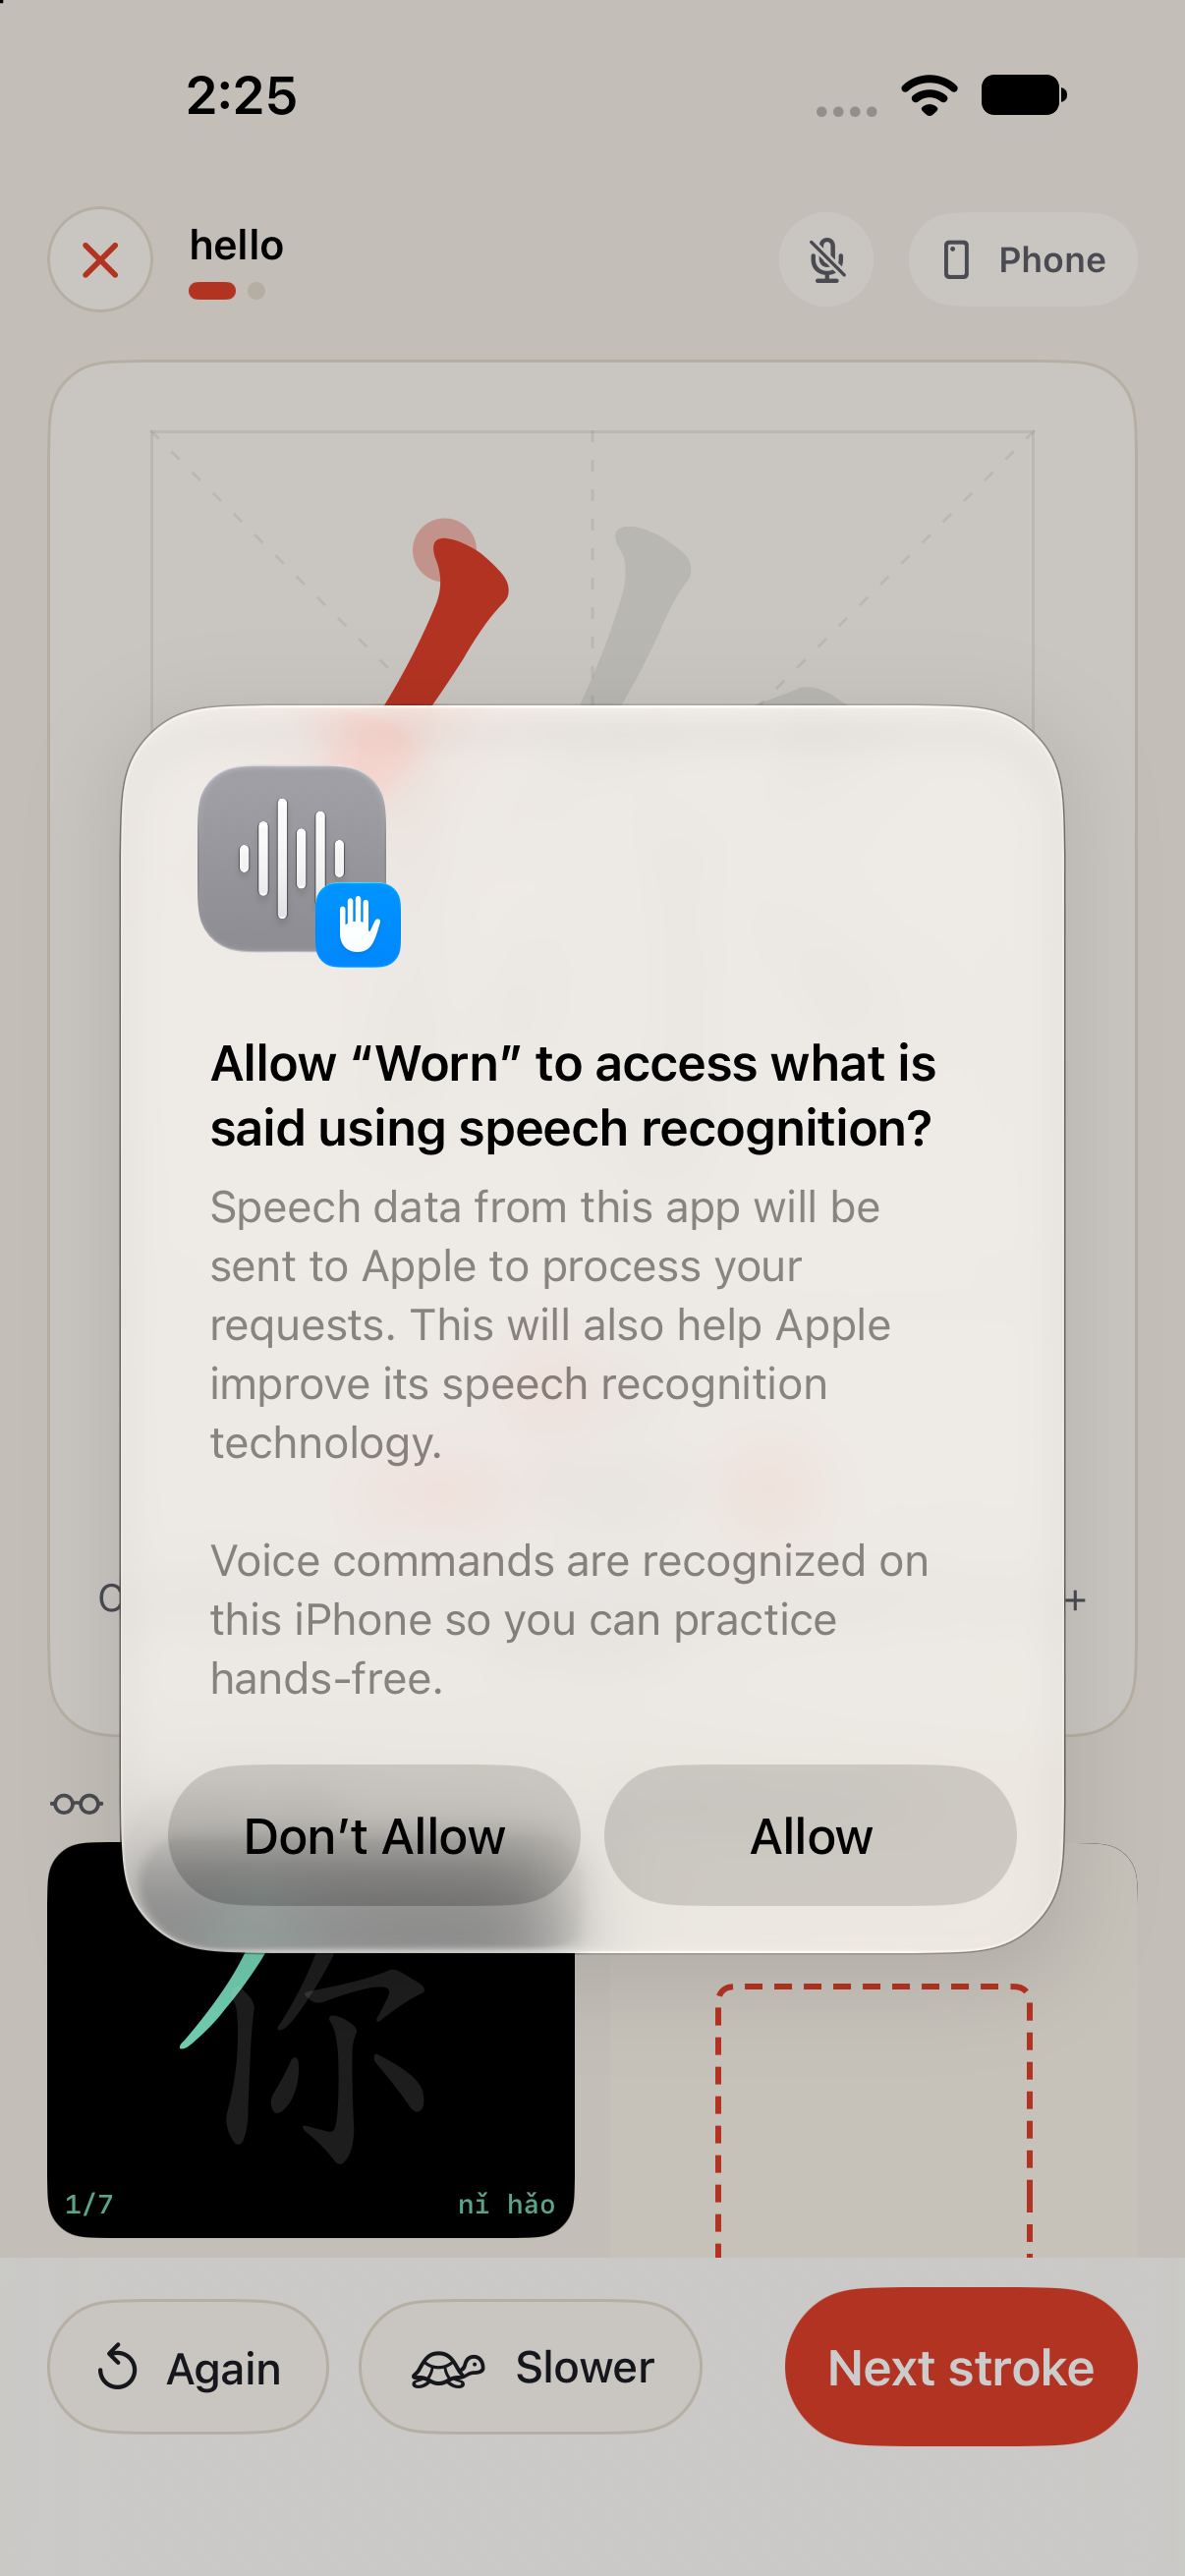 2:25
hello
Phone
Allow “Worn” to access what is
said using speech recognition?
Speech data from this app will be
sent to Apple to process your
requests. This will also help Apple
improve its speech recognition
technology.
Voice commands are recognized on
this iPhone so you can practice
hands-free.
Don’t Allow
Allow
你
1/7
nǐ hǎo
Again
Slower
Next stroke